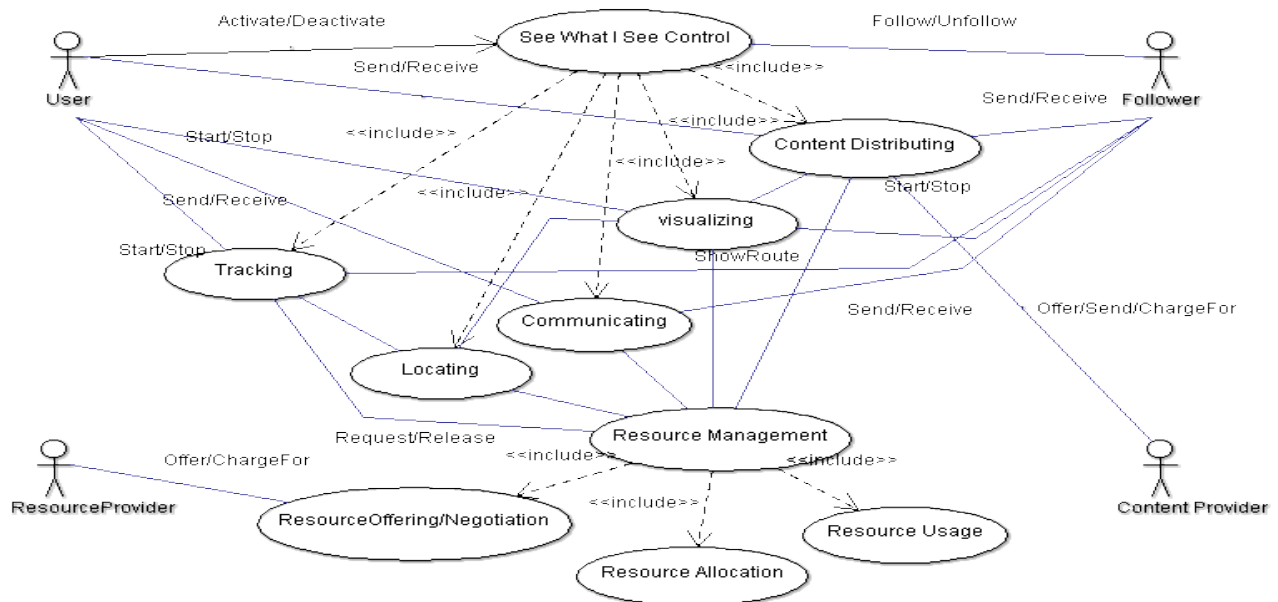 Activate/Deactivate
Follow/Unfollow
See What I See Control
Send/Receive
<<include>>
User
Follower
Send/Receive
<<include>>
<<include>>
Start/Stop
Content Distributing
<<include>>
<<include>>
Start/Stop
Send/Receive
visualizing
Start/Stop
ShowRoute
Tracking
Send/Receive
Offer/Send/ChargeFor
Communicating
Locating
Request/Release
Resource Management
Offer/ChargeFor
<<include>>
<<include>>
<<include>>
ResourceProvider
Content Provider
ResourceOffering/Negotiation
Resource Usage
Resource Allocation